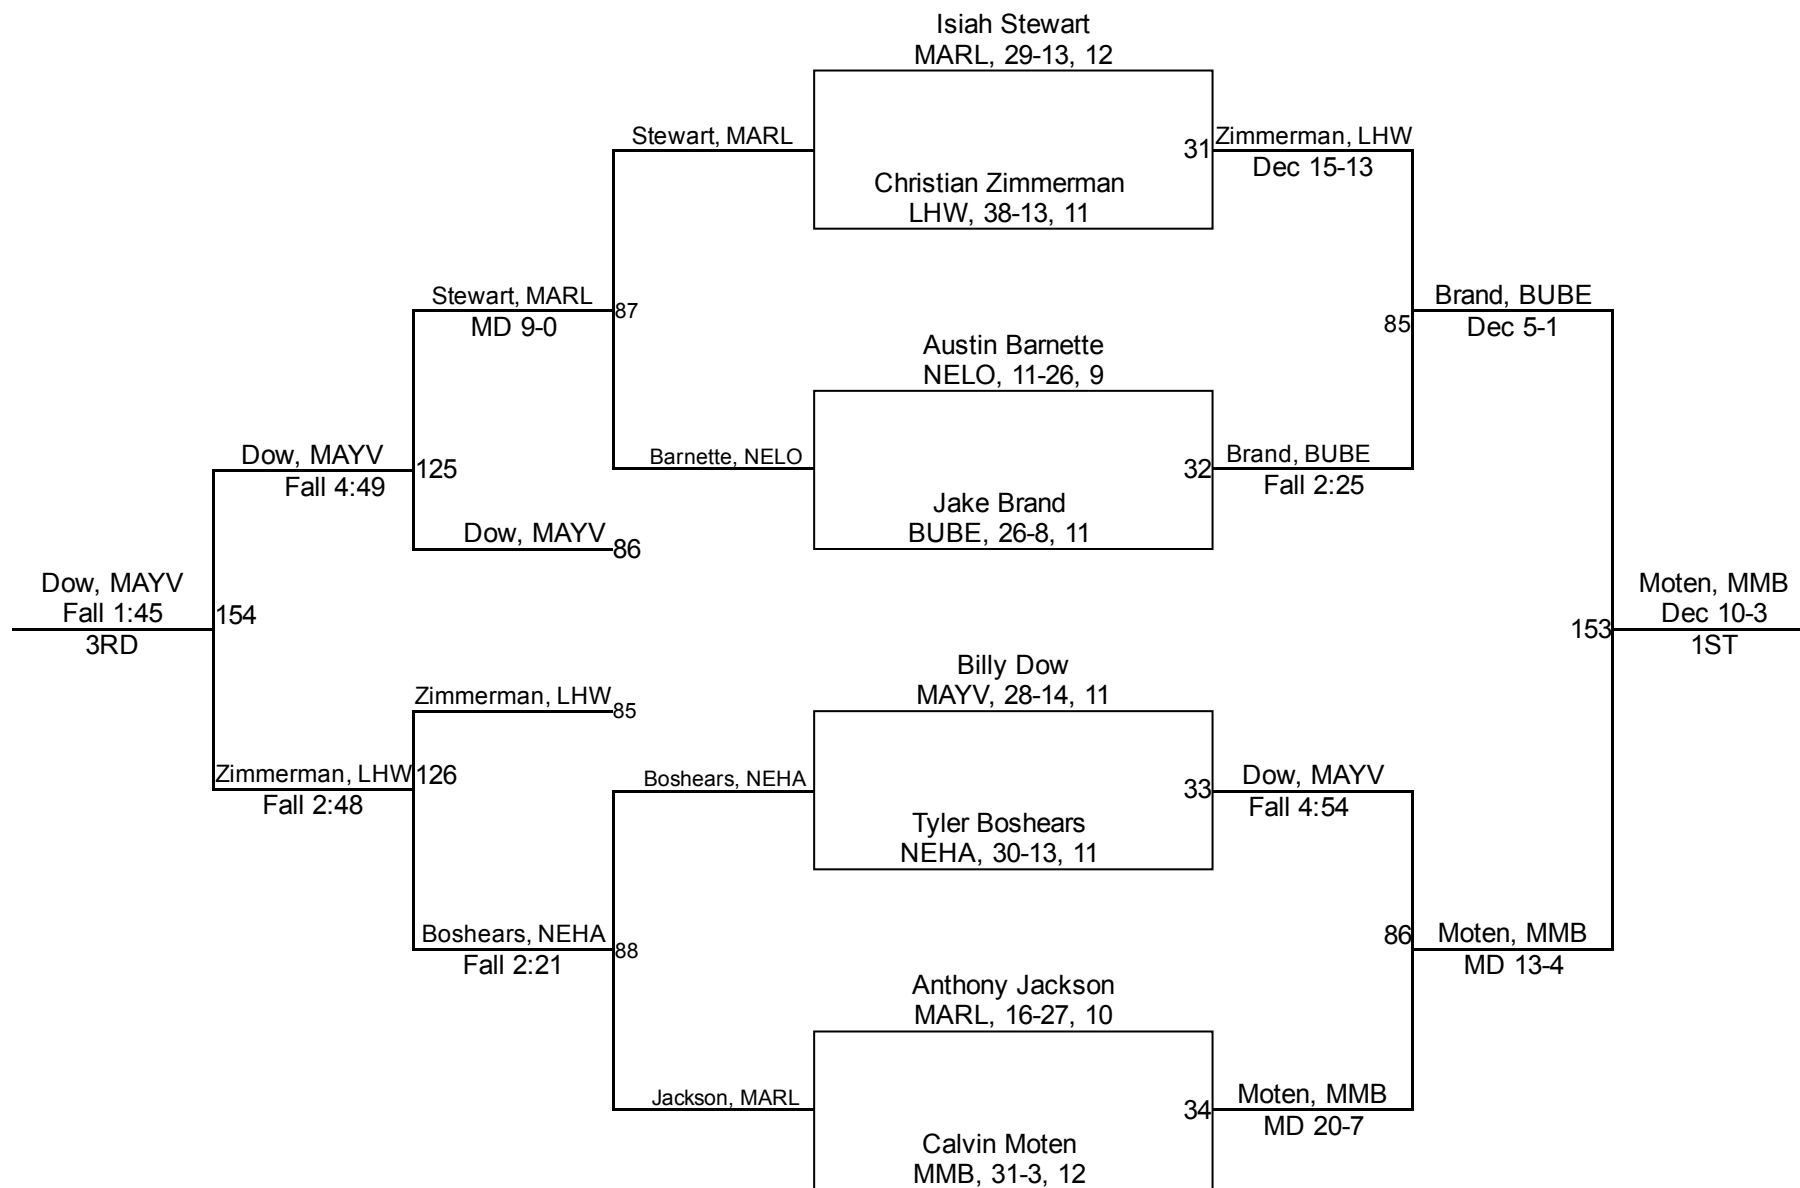 Isiah Stewart
MARL, 29-13, 12
Stewart, MARL
31
Zimmerman, LHW
Dec 15-13
Christian Zimmerman
LHW, 38-13, 11
Stewart, MARL
MD 9-0
87
85
Brand, BUBE
Dec 5-1
Austin Barnette
NELO, 11-26, 9
Dow, MAYV
Fall 4:49
125
Barnette, NELO
32
Brand, BUBE
Fall 2:25
Jake Brand
BUBE, 26-8, 11
Dow, MAYV
86
Dow, MAYV
Fall 1:45
3RD
154
153
Moten, MMB
Dec 10-3
1ST
Billy Dow
MAYV, 28-14, 11
Zimmerman, LHW
85
Zimmerman, LHW
Fall 2:48
126
Boshears, NEHA
33
Dow, MAYV
Fall 4:54
Tyler Boshears
NEHA, 30-13, 11
Boshears, NEHA
Fall 2:21
88
86
Moten, MMB
MD 13-4
Anthony Jackson
MARL, 16-27, 10
Jackson, MARL
34
Moten, MMB
MD 20-7
Calvin Moten
MMB, 31-3, 12